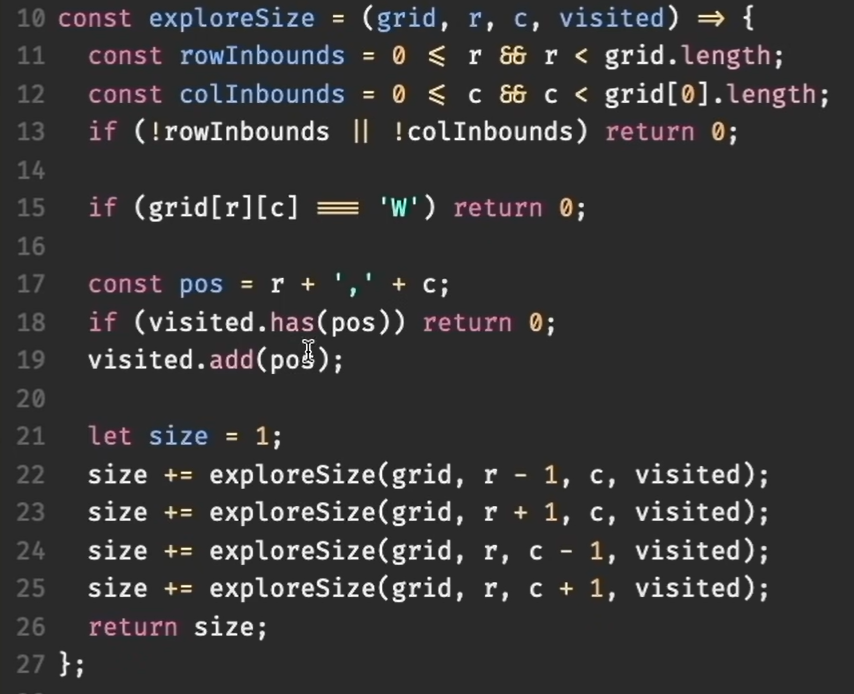 10 const exploreSize = (grid, r, c, visited) => {
11   const rowInbounds = 0 <= r && r < grid.length;
12   const colInbounds = 0 <= c && c < grid[0].length;
13   if (!rowInbounds || !colInbounds) return 0;
14
15   if (grid[r][c] === 'W') return 0;
16
17   const pos = r + ',' + c;
18   if (visited.has(pos)) return 0;
19   visited.add(pos);
20
21   let size = 1;
22   size += exploreSize(grid, r - 1, c, visited);
23   size += exploreSize(grid, r + 1, c, visited);
24   size += exploreSize(grid, r, c - 1, visited);
25   size += exploreSize(grid, r, c + 1, visited);
26   return size;
27 };